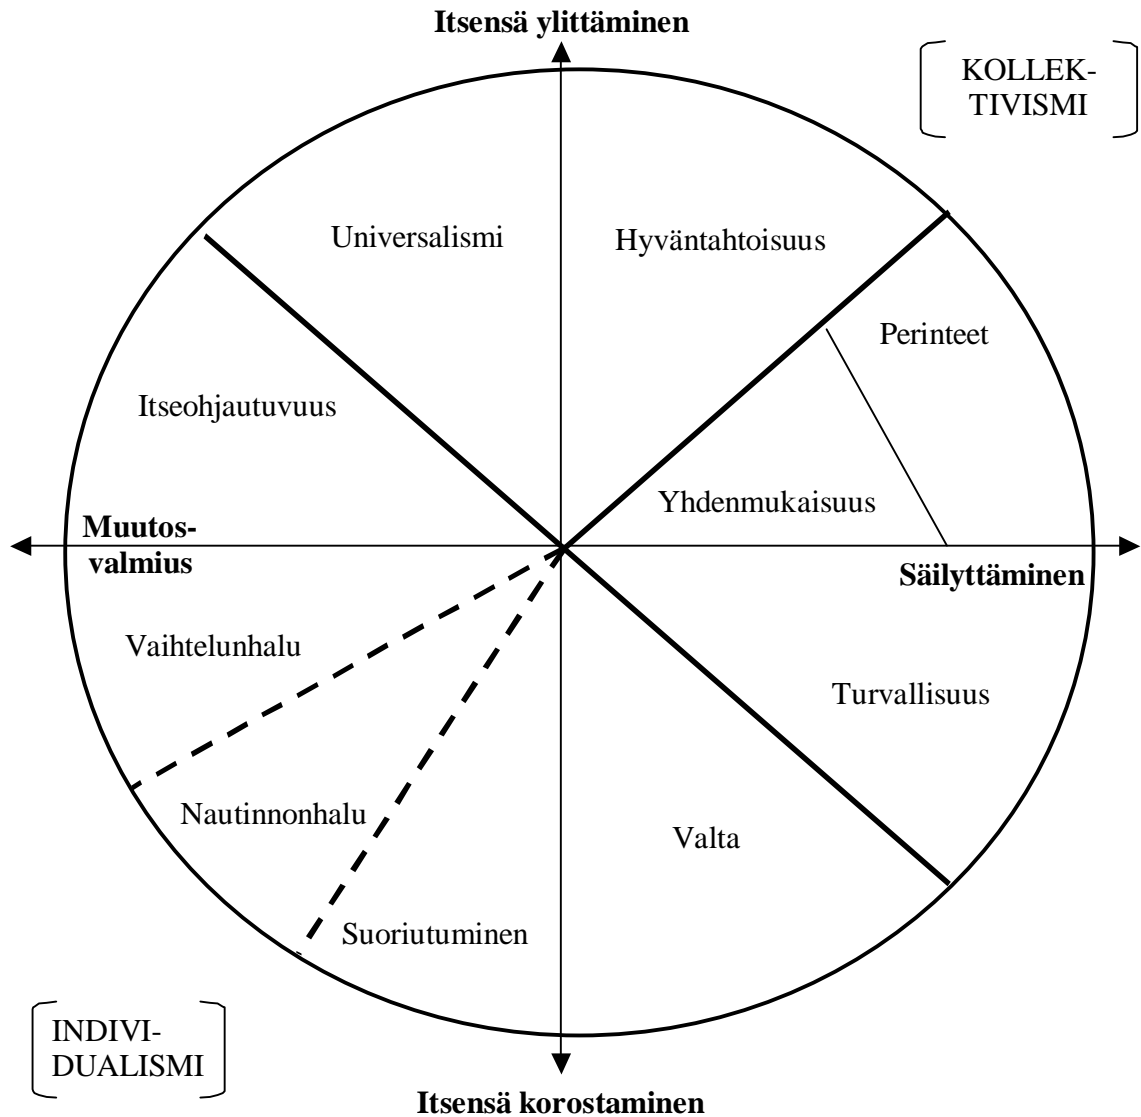 Itsensä ylittäminen
KOLLEK-
TIVISMI
Universalismi
Hyväntahtoisuus
Perinteet
Itseohjautuvuus
Yhdenmukaisuus
Muutos-
valmius
Säilyttäminen
Vaihtelunhalu
Turvallisuus
Nautinnonhalu
Valta
Suoriutuminen
INDIVI-
DUALISMI
Itsensä korostaminen